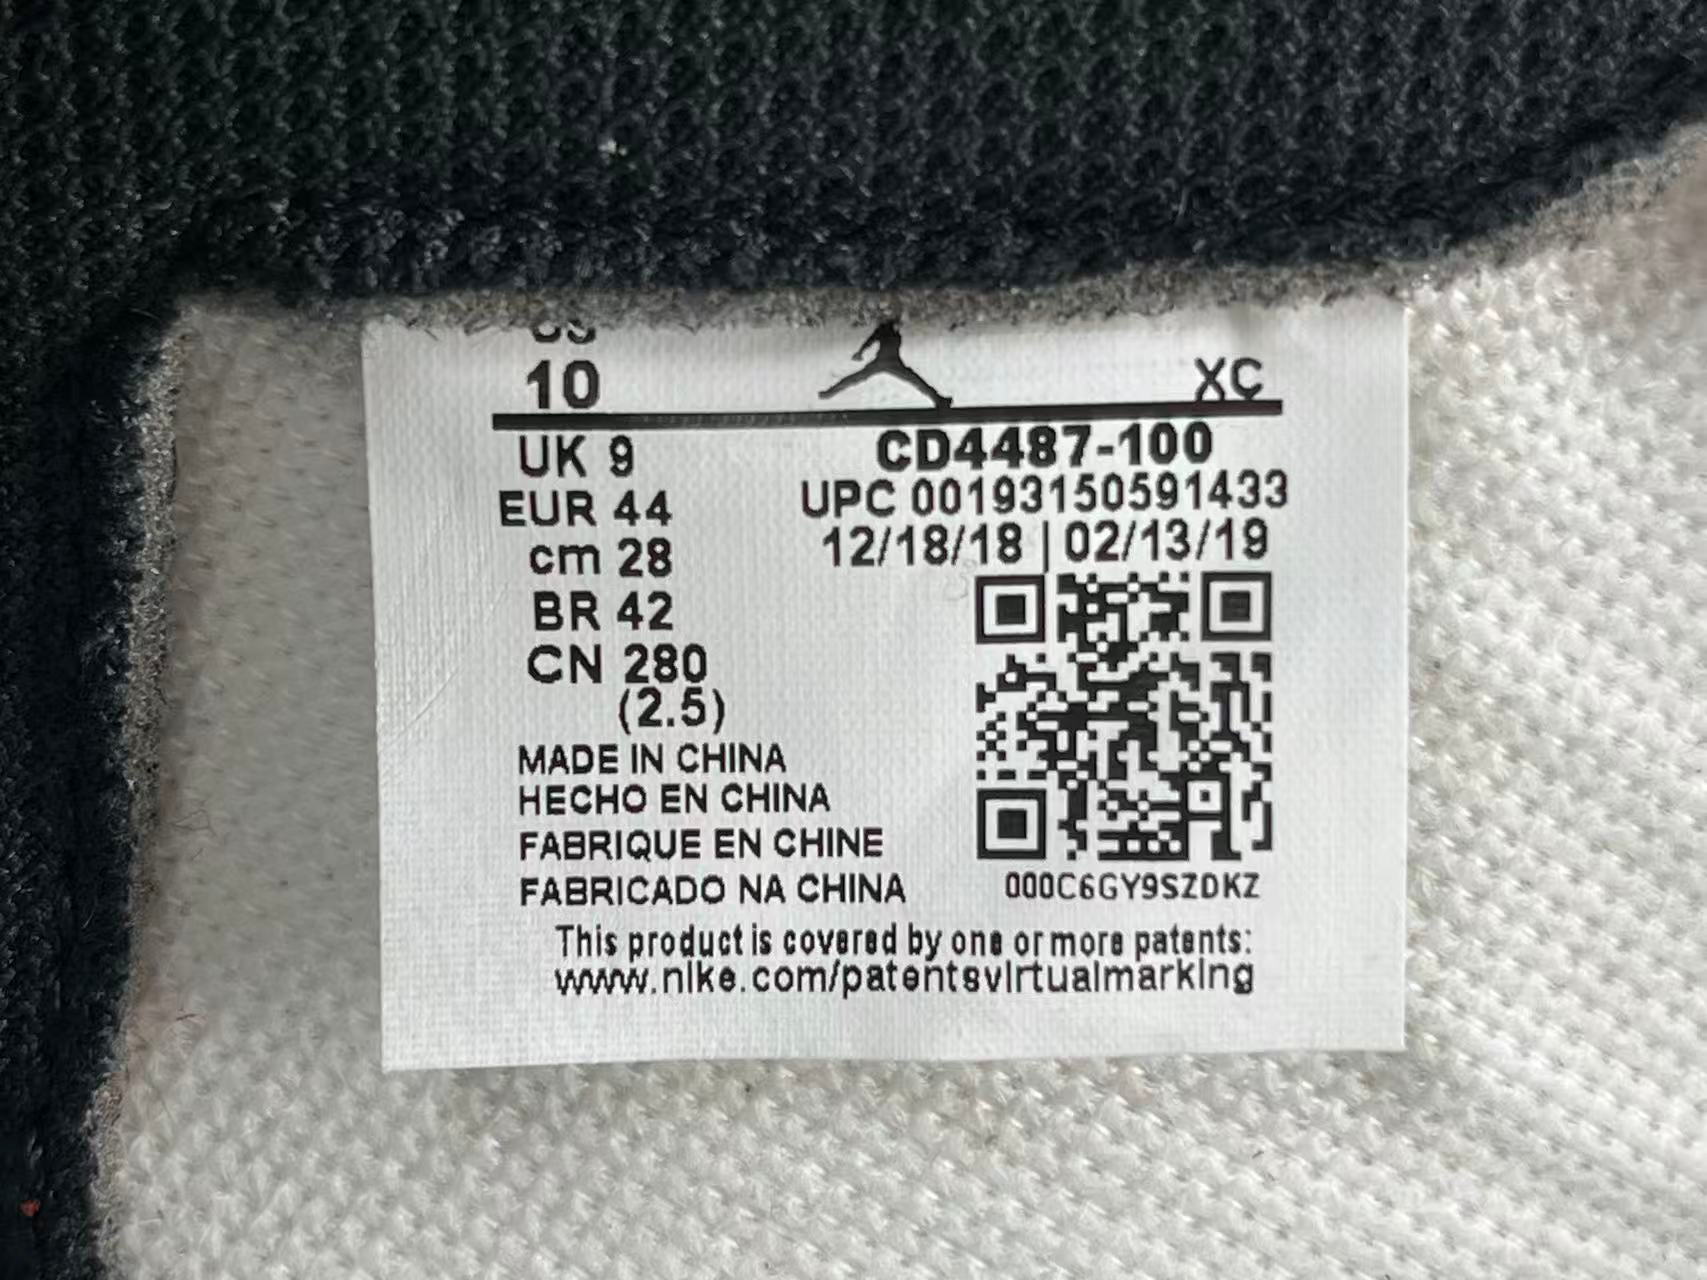 US
10
XC
UK 9
CD4487-100
EUR 44
UPC 00193150591433
cm 28
12/18/18 | 02/13/19
BR 42
CN 280
(2.5)
MADE IN CHINA
HECHO EN CHINA
FABRIQUE EN CHINE
FABRICADO NA CHINA
000C6GY9SZDKZ
This product is covered by one or more patents:
www.nike.com/patentsvirtualmarking